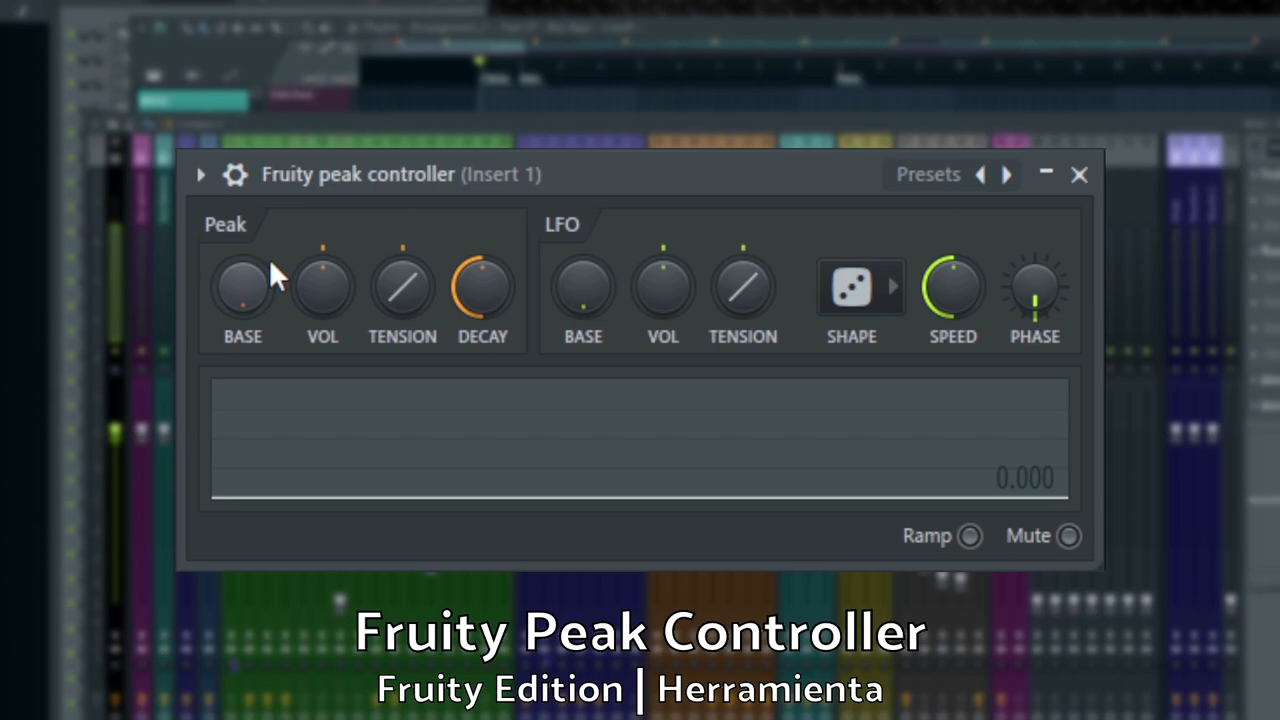 Fruity peak controller (Insert 1) Presets
Peak LFO
BASE VOL TENSION DECAY BASE VOL TENSION SHAPE SPEED PHASE
0.000
Ramp Mute
Fruity Peak Controller
Fruity Edition | Herramienta